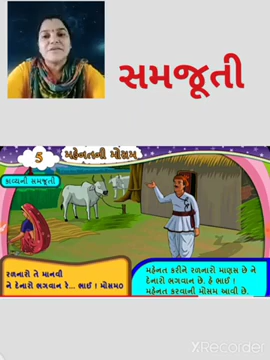 સમજૂતી
5 મહેનતની મોસમ
કાવ્યની સમજૂતી
રળનારો તે માનવી
ને દેનારો ભગવાન રે... ભાઈ ! મોસમ૦
મહેનત કરીને રળનારો માણસ છે ને
દેનારો ભગવાન છે. હે ભાઈ !
મહેનત કરવાની મોસમ આવી છે.
XRecorder